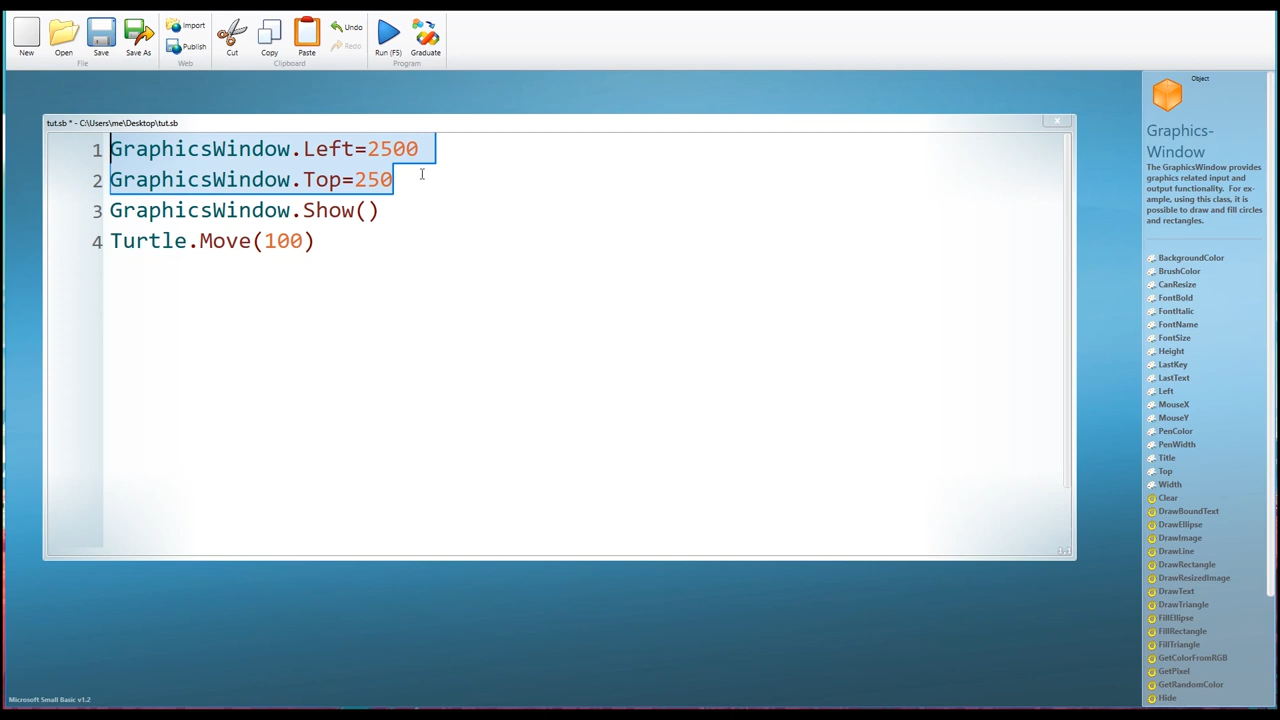 New
Open
Save
Save As
File
Import
Publish
Web
Cut
Copy
Paste
Undo
Redo
Clipboard
Run (F5)
Graduate
Program
tut.sb * - C:\Users\me\Desktop\tut.sb
x
1 GraphicsWindow.Left=2500
2 GraphicsWindow.Top=250
3 GraphicsWindow.Show()
4 Turtle.Move(100)
1,1
Microsoft Small Basic v1.2
Object
Graphics-
Window
The GraphicsWindow provides
graphics related input and
output functionality. For ex-
ample, using this class, it is
possible to draw and fill circles
and rectangles.
BackgroundColor
BrushColor
CanResize
FontBold
FontItalic
FontName
FontSize
Height
LastKey
LastText
Left
MouseX
MouseY
PenColor
PenWidth
Title
Top
Width
Clear
DrawBoundText
DrawEllipse
DrawImage
DrawLine
DrawRectangle
DrawResizedImage
DrawText
DrawTriangle
FillEllipse
FillRectangle
FillTriangle
GetColorFromRGB
GetPixel
GetRandomColor
Hide